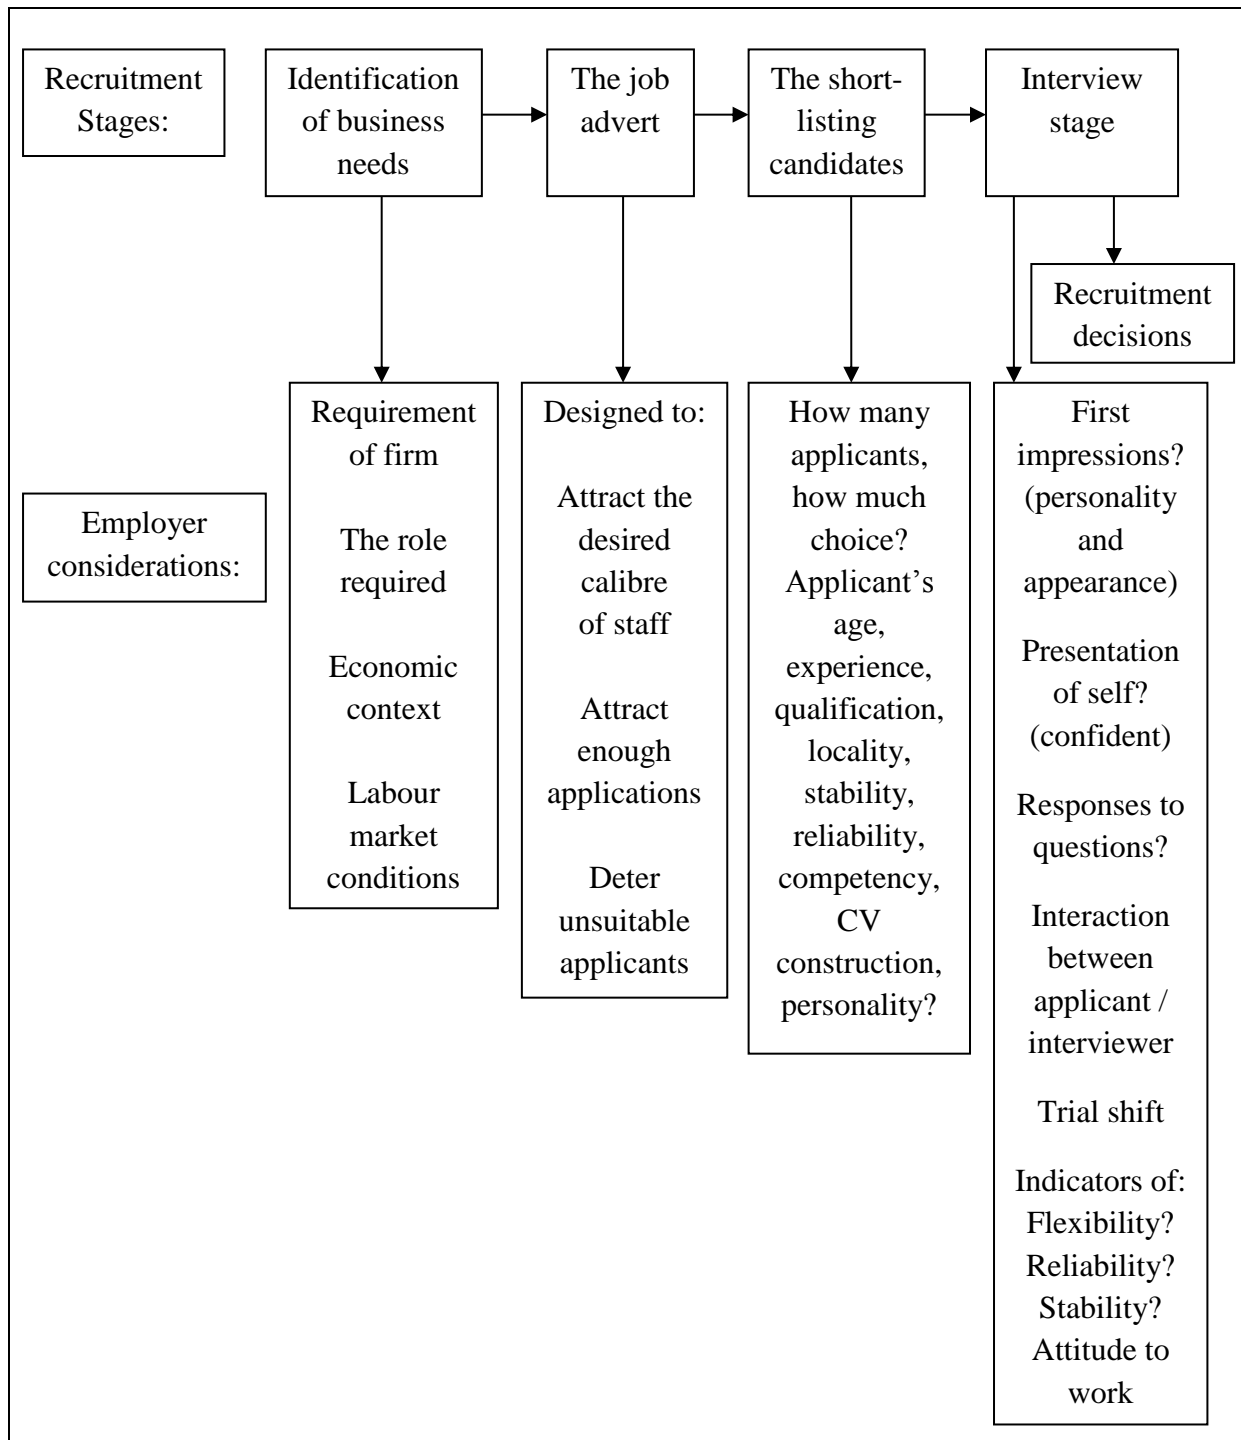 Recruitment
Stages:
Identification
of business
needs
The job
advert
The short-
listing
candidates
Interview
stage
Recruitment
decisions
Employer
considerations:
Requirement
of firm
The role
required
Economic
context
Labour
market
conditions
Designed to:
Attract the
desired
calibre
of staff
Attract
enough
applications
Deter
unsuitable
applicants
How many
applicants,
how much
choice?
Applicant’s
age,
experience,
qualification,
locality,
stability,
reliability,
competency,
CV
construction,
personality?
First
impressions?
(personality
and
appearance)
Presentation
of self?
(confident)
Responses to
questions?
Interaction
between
applicant /
interviewer
Trial shift
Indicators of:
Flexibility?
Reliability?
Stability?
Attitude to
work